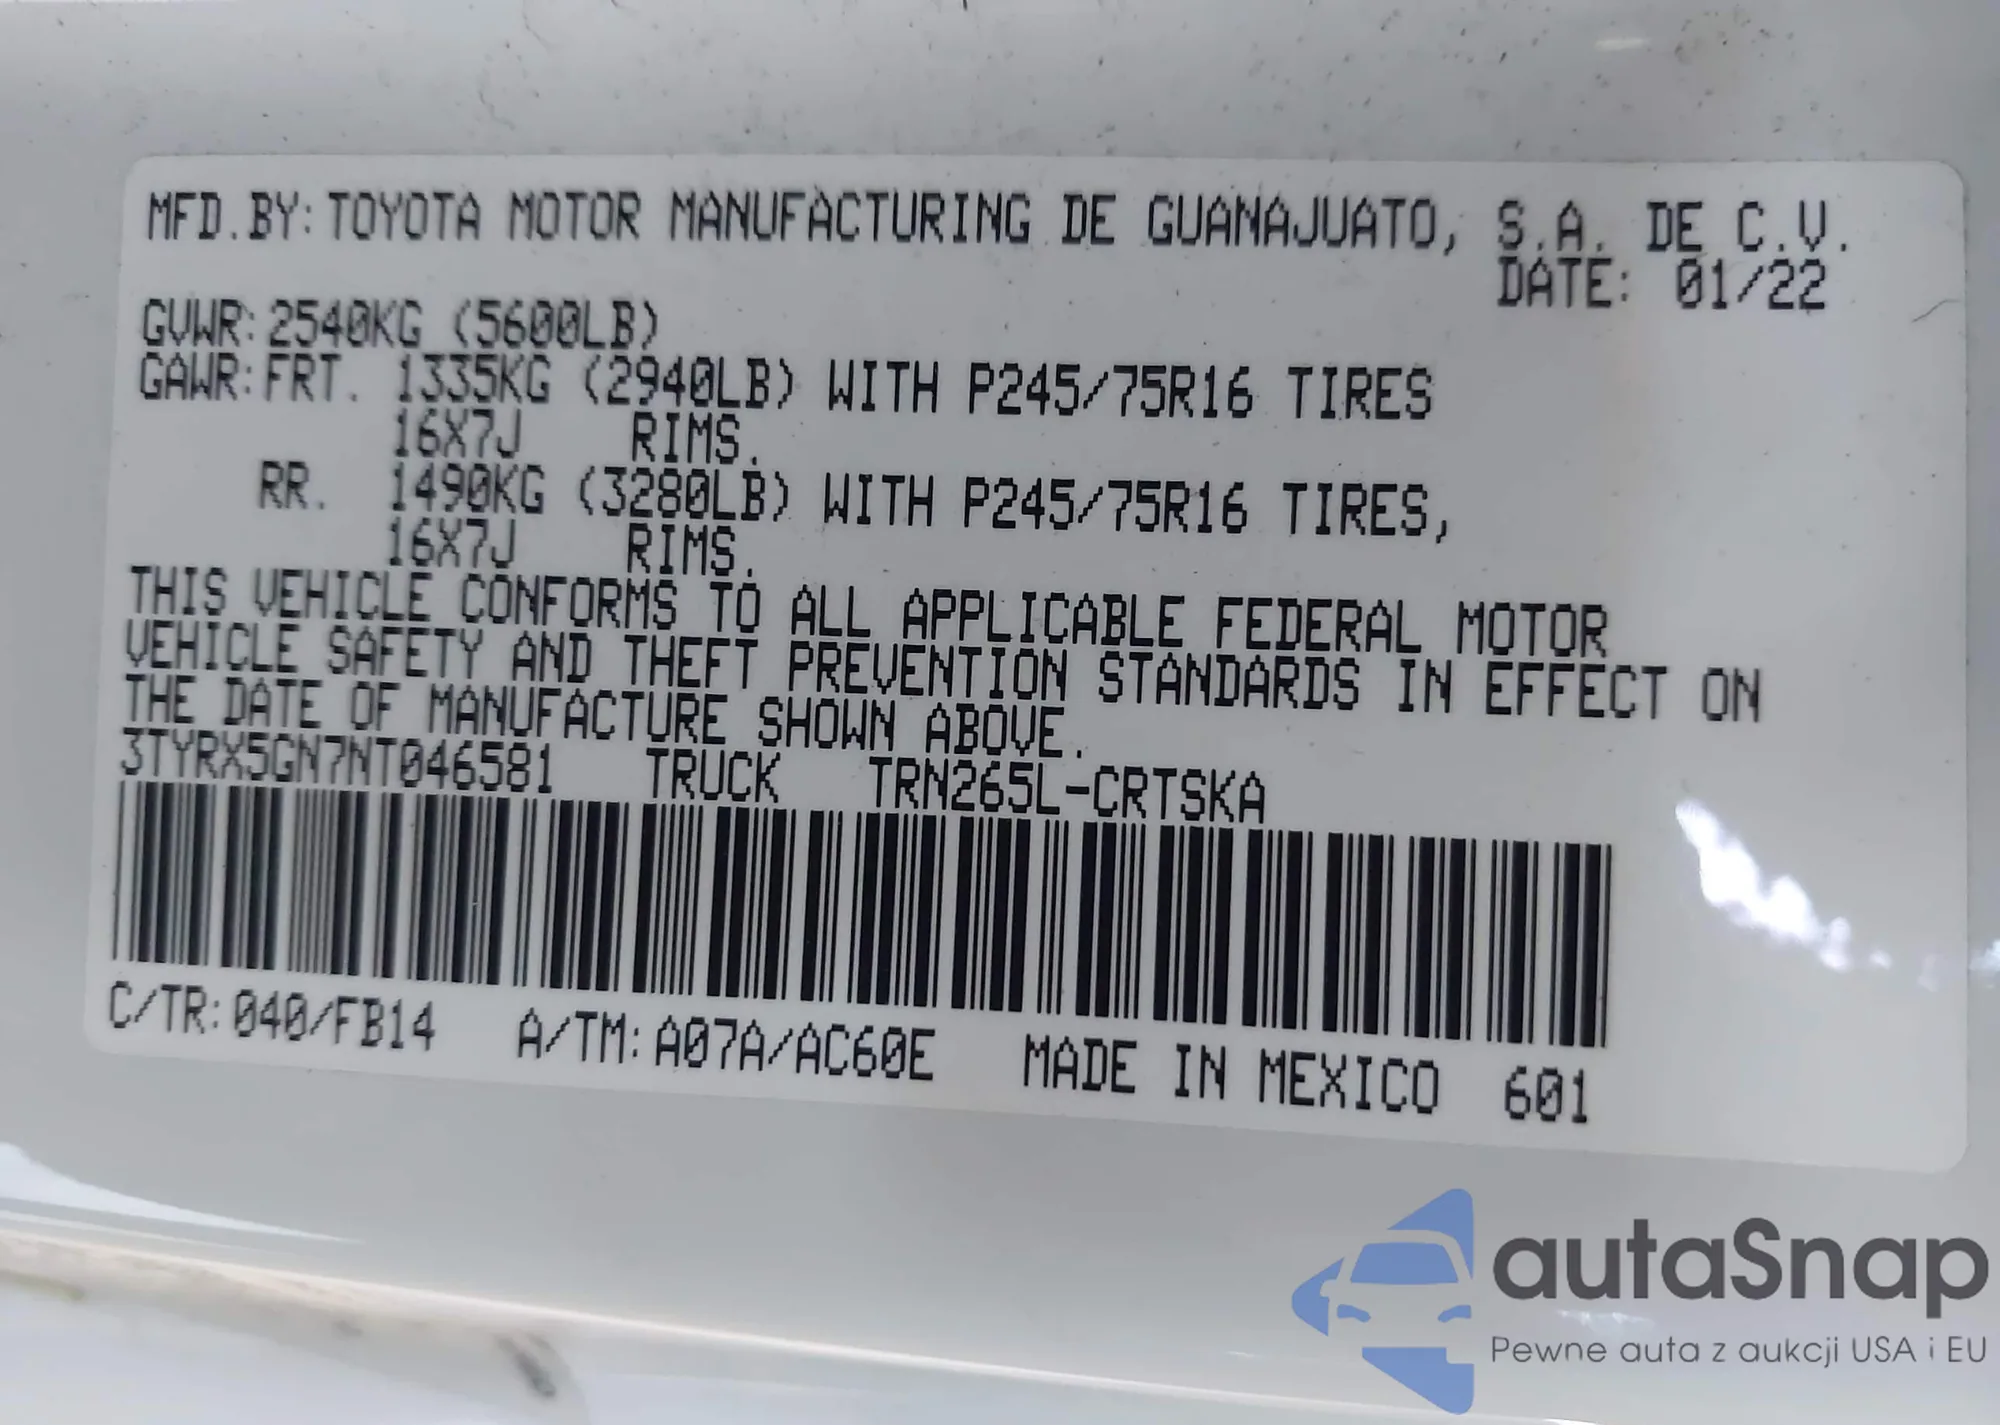 MFD.BY: TOYOTA MOTOR MANUFACTURING DE GUANAJUATO, S.A. DE C.V.
DATE: 01/22
GVWR: 2540KG (5600LB)
GAWR: FRT. 1335KG (2940LB) WITH P245/75R16 TIRES
16X7J RIMS.
RR. 1490KG (3280LB) WITH P245/75R16 TIRES,
16X7J RIMS.
THIS VEHICLE CONFORMS TO ALL APPLICABLE FEDERAL MOTOR
VEHICLE SAFETY AND THEFT PREVENTION STANDARDS IN EFFECT ON
THE DATE OF MANUFACTURE SHOWN ABOVE.
3TYRX5GN7NT046581 TRUCK TRN265L-CRTSKA
C/TR: 040/FB14 A/TM: A07A/AC60E MADE IN MEXICO 601
autaSnap
Pewne auta z aukcji USA i EU